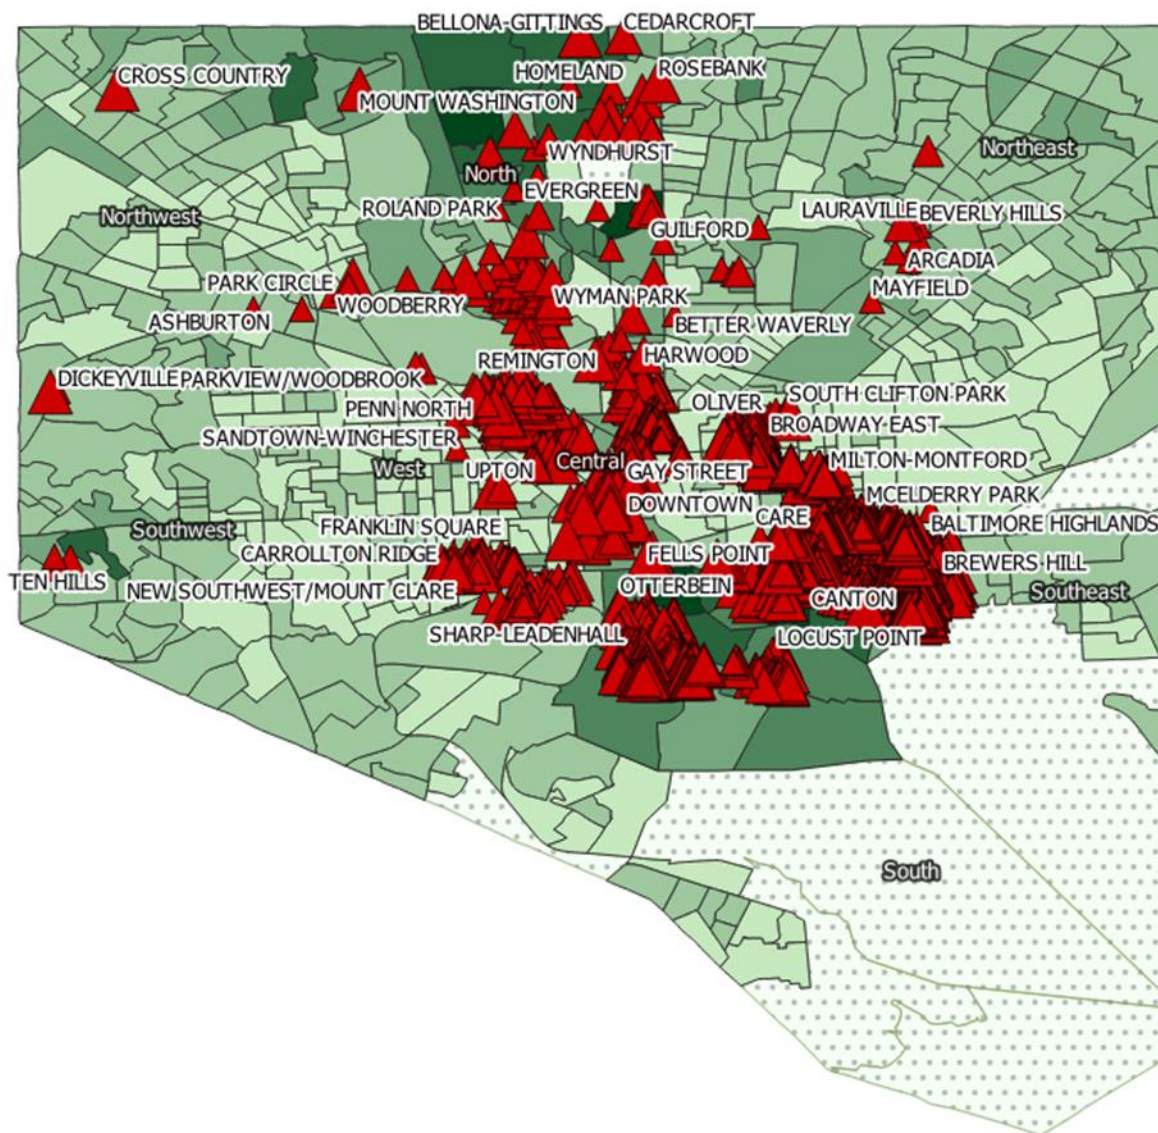 BELLONA-GITTINGS
CEDARCROFT
CROSS COUNTRY
HOMELAND
ROSEBANK
MOUNT WASHINGTON
WYNDHURST
Northeast
North
EVERGREEN
Northwest
ROLAND PARK
GUILFORD
LAURAVILLE
BEVERLY HILLS
ARCADIA
PARK CIRCLE
WOODBERRY
WYMAN PARK
MAYFIELD
ASHBURTON
BETTER WAVERLY
REMINGTON
HARWOOD
DICKEYVILLE
PARKVIEW/WOODBROOK
PENN NORTH
OLIVER
SOUTH CLIFTON PARK
BROADWAY EAST
SANDTOWN-WINCHESTER
West
UPTON
Central
GAY STREET
MILTON-MONTFORD
DOWNTOWN
CARE
MCELDERRY PARK
Southwest
FRANKLIN SQUARE
BALTIMORE HIGHLANDS
CARROLLTON RIDGE
FELLS POINT
BREWERS HILL
TEN HILLS
NEW SOUTHWEST/MOUNT CLARE
OTTERBEIN
CANTON
Southeast
SHARP-LEADENHALL
LOCUST POINT
South